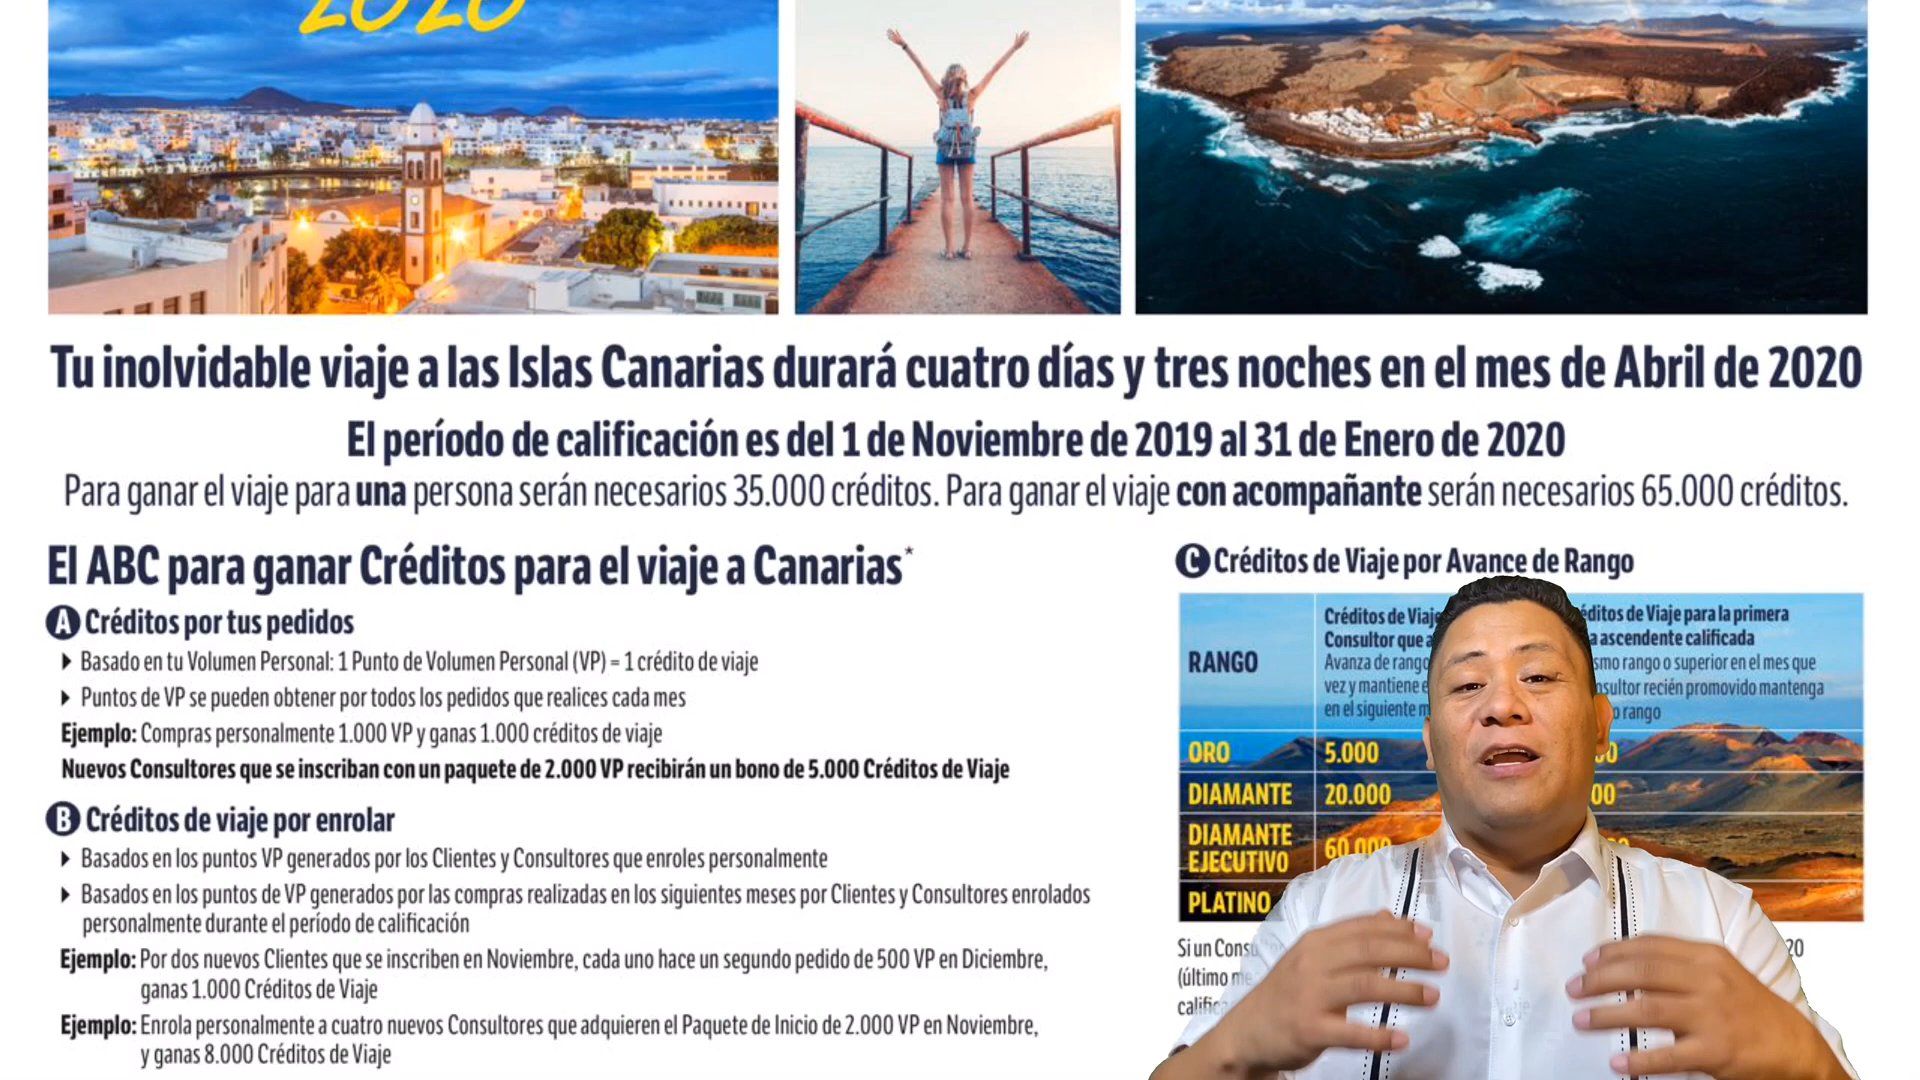 2020
Tu inolvidable viaje a las Islas Canarias durará cuatro días y tres noches en el mes de Abril de 2020
El período de calificación es del 1 de Noviembre de 2019 al 31 de Enero de 2020
Para ganar el viaje para una persona serán necesarios 35.000 créditos. Para ganar el viaje con acompañante serán necesarios 65.000 créditos.
El ABC para ganar Créditos para el viaje a Canarias*
A Créditos por tus pedidos
Basado en tu Volumen Personal: 1 Punto de Volumen Personal (VP) = 1 crédito de viaje
Puntos de VP se pueden obtener por todos los pedidos que realices cada mes
Ejemplo: Compras personalmente 1.000 VP y ganas 1.000 créditos de viaje
Nuevos Consultores que se inscriban con un paquete de 2.000 VP recibirán un bono de 5.000 Créditos de Viaje
B Créditos de viaje por enrolar
Basados en los puntos VP generados por los Clientes y Consultores que enroles personalmente
Basados en los puntos de VP generados por las compras realizadas en los siguientes meses por Clientes y Consultores enrolados
personalmente durante el período de calificación
Ejemplo: Por dos nuevos Clientes que se inscriben en Noviembre, cada uno hace un segundo pedido de 500 VP en Diciembre,
ganas 1.000 Créditos de Viaje
Ejemplo: Enrola personalmente a cuatro nuevos Consultores que adquieren el Paquete de Inicio de 2.000 VP en Noviembre,
y ganas 8.000 Créditos de Viaje
C Créditos de Viaje por Avance de Rango
RANGO
Créditos de Viaje
Consultor que
Avanza de rango
vez y mantiene
en el siguiente
de Viaje para la primera
ascendente calificada
rango o superior en el mes que
recién promovido mantenga
rango
ORO 5.000
DIAMANTE 20.000
DIAMANTE
EJECUTIVO 60.000
PLATINO
Si un
(último